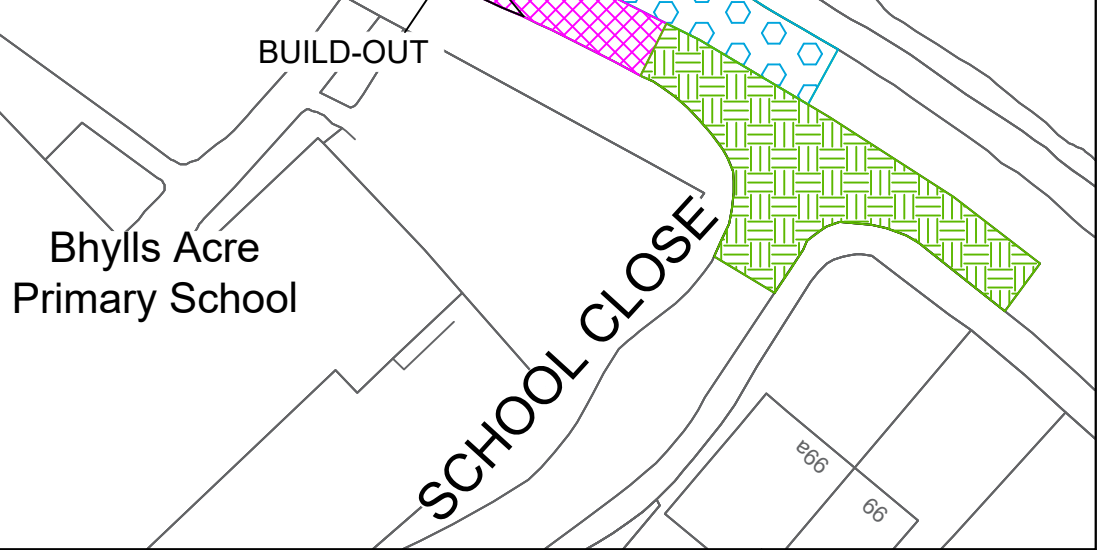 BUILD-OUT
Bhylls Acre
Primary School
SCHOOL CLOSE
99a
99